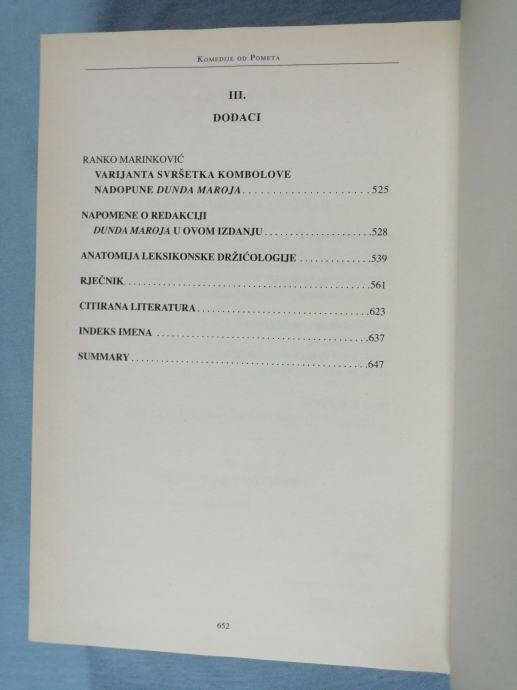 KOMEDIJE OD POMETA
III.
DODACI
RANKO MARINKOVIĆ
VARIJANTA SVRŠETKA KOMBOLOVE
NADOPUNE DUNDA MAROJA......................525
NAPOMENE O REDAKCIJI
DUNDA MAROJA U OVOM IZDANJU..................528
ANATOMIJA LEKSIKONSKE DRŽIĆOLOGIJE............539
RJEČNIK.........................................561
CITIRANA LITERATURA.............................623
INDEKS IMENA....................................637
SUMMARY........................................647
652